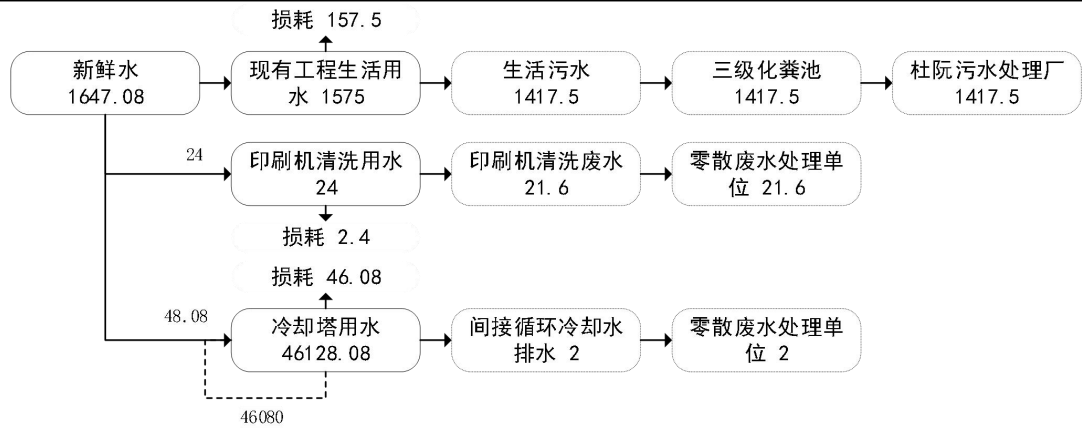 损耗 157.5
新鲜水
1647.08
现有工程生活用
水 1575
生活污水
1417.5
三级化粪池
1417.5
杜阮污水处理厂
1417.5
24
印刷机清洗用水
24
印刷机清洗废水
21.6
零散废水处理单
位 21.6
损耗 2.4
损耗 46.08
48.08
冷却塔用水
46128.08
间接循环冷却水
排水 2
零散废水处理单
位 2
46080